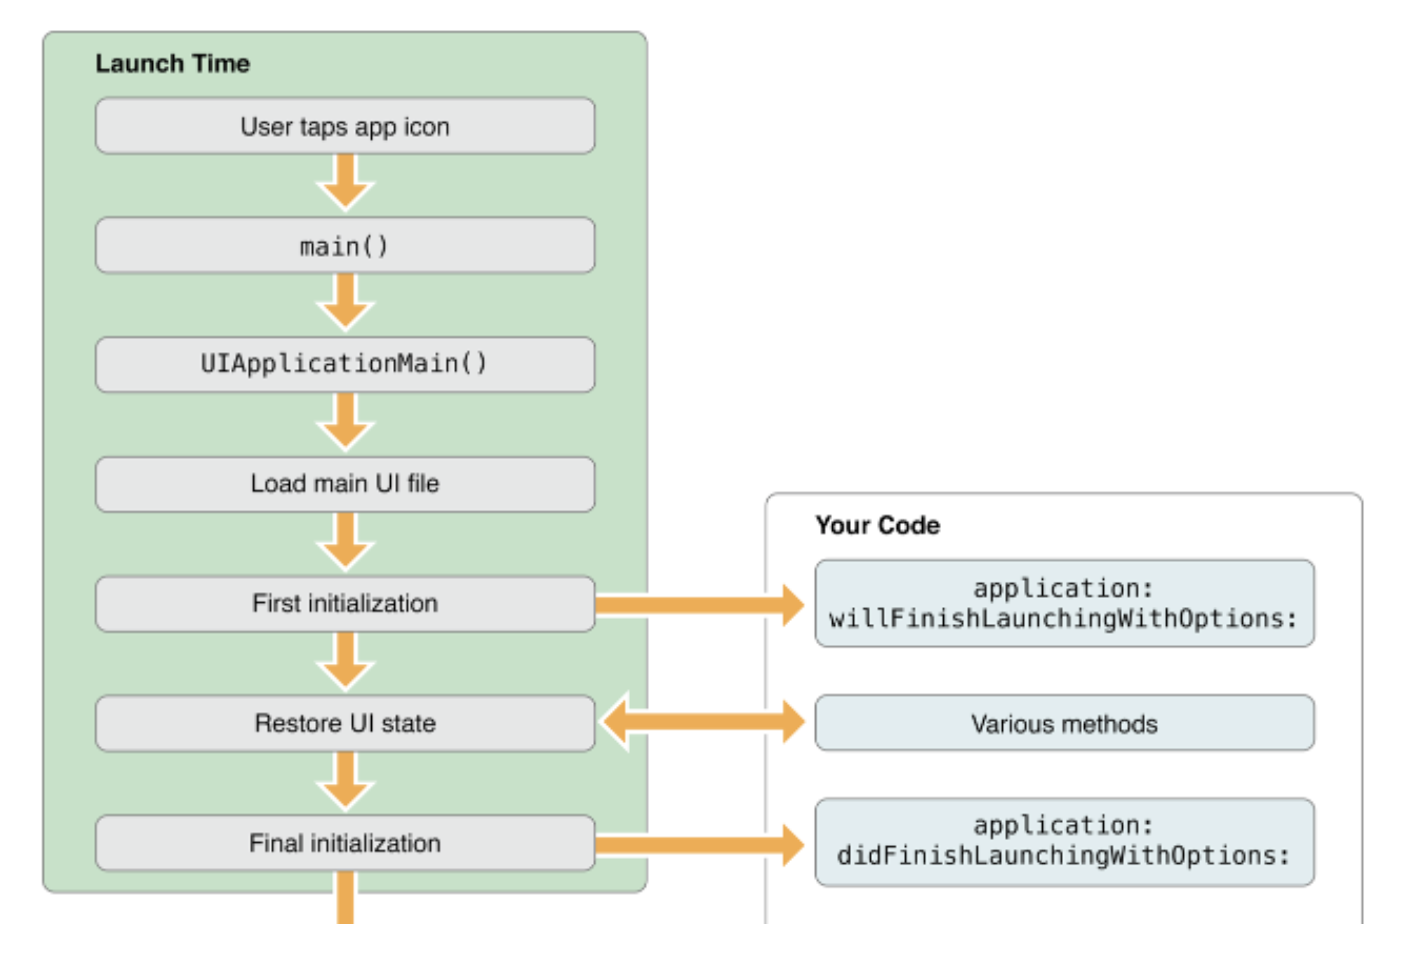 Launch Time
User taps app icon
main()
UIApplicationMain()
Load main UI file
First initialization
Restore UI state
Final initialization
Your Code
application:
willFinishLaunchingWithOptions:
Various methods
application:
didFinishLaunchingWithOptions: